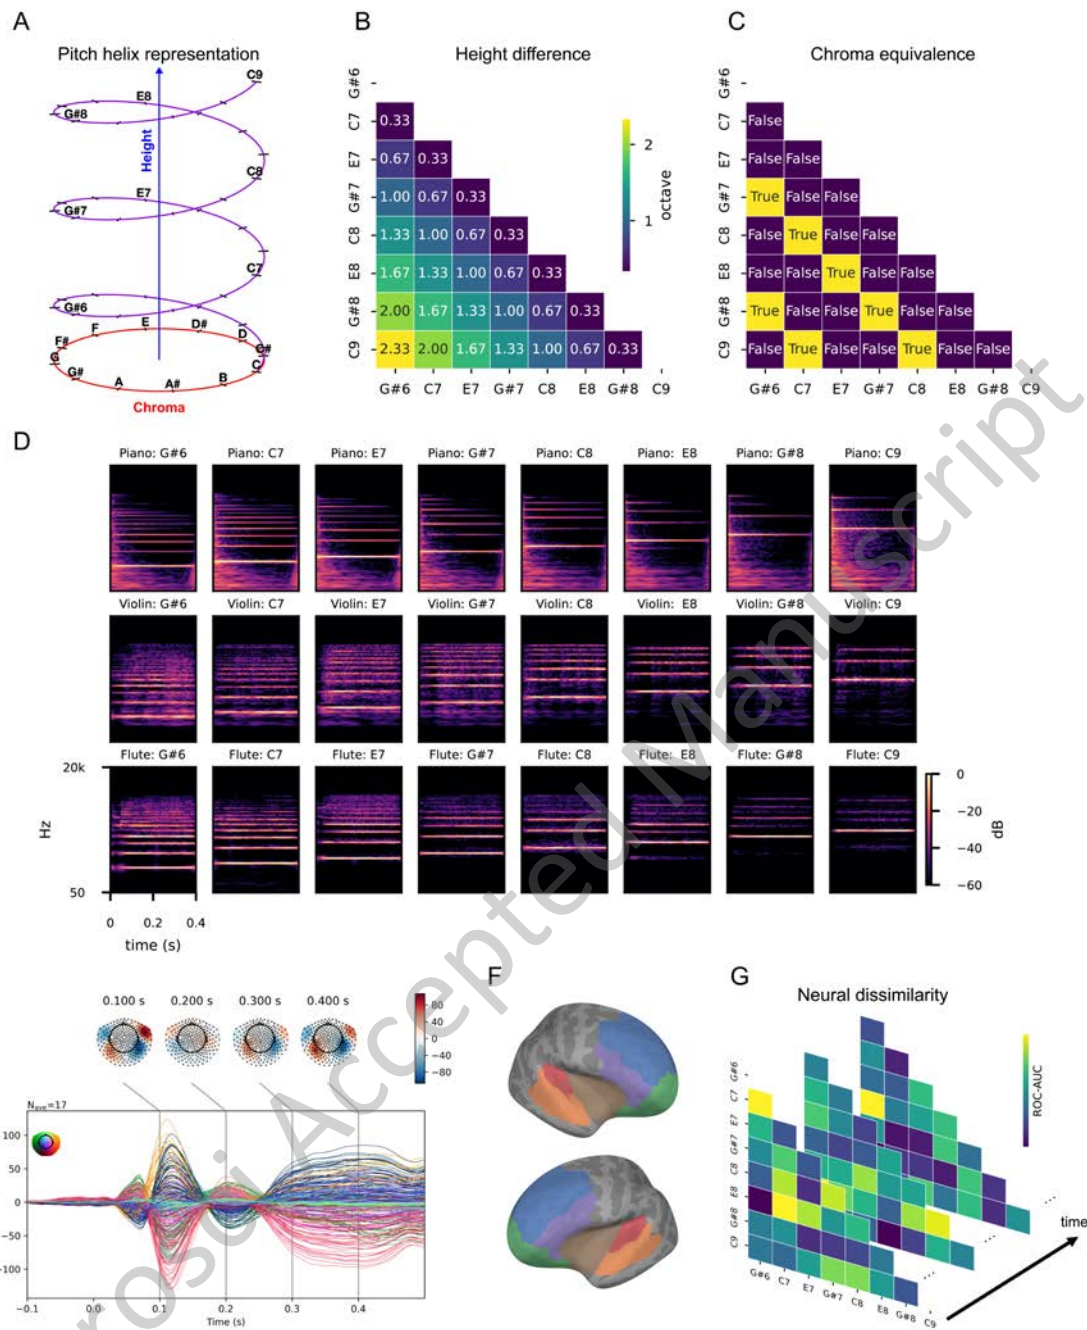 A
Pitch helix representation
C9
E8
G#8
Height
C8
E7
G#7
C7
G#6
E
D#
F
D
F#
C#
G
C
G#
B
A
A#
Chroma
B
Height difference
G#6
C7 0.33
E7 0.67 0.33
G#7 1.00 0.67 0.33
C8 1.33 1.00 0.67 0.33
E8 1.67 1.33 1.00 0.67 0.33
G#8 2.00 1.67 1.33 1.00 0.67 0.33
C9 2.33 2.00 1.67 1.33 1.00 0.67 0.33
G#6 C7 E7 G#7 C8 E8 G#8 C9
2
1
octave
C
Chroma equivalence
G#6
C7 False
E7 False False
G#7 True False False
C8 False True False False
E8 False False True False False
G#8 True False False True False False
C9 False True False False True False False
G#6 C7 E7 G#7 C8 E8 G#8 C9
D
Piano: G#6 Piano: C7 Piano: E7 Piano: G#7 Piano: C8 Piano: E8 Piano: G#8 Piano: C9
Violin: G#6 Violin: C7 Violin: E7 Violin: G#7 Violin: C8 Violin: E8 Violin: G#8 Violin: C9
Flute: G#6 Flute: C7 Flute: E7 Flute: G#7 Flute: C8 Flute: E8 Flute: G#8 Flute: C9
20k
Hz
50
0 0.2 0.4
time (s)
0
−20
−40
−60
dB
0.100 s 0.200 s 0.300 s 0.400 s
80
40
0
−40
−80
Nave=17
100
50
0
−50
−100
−0.1 0.0 0.1 0.2 0.3 0.4
Time (s)
F
G
Neural dissimilarity
ROC-AUC
G#6
C7
E7
G#7
C8
E8
G#8
C9
G#6 C7 E7 G#7 C8 E8 G#8 C9
...
...
...
time
Accepted Manuscript